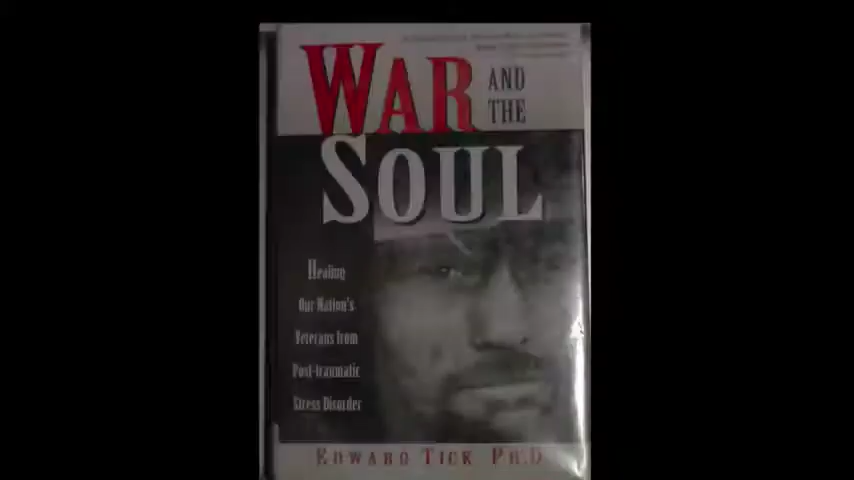 WAR
AND
THE
SOUL
Healing
Our Nation's
Veterans from
Post-traumatic
Stress Disorder
EDWARD TICK PH.D